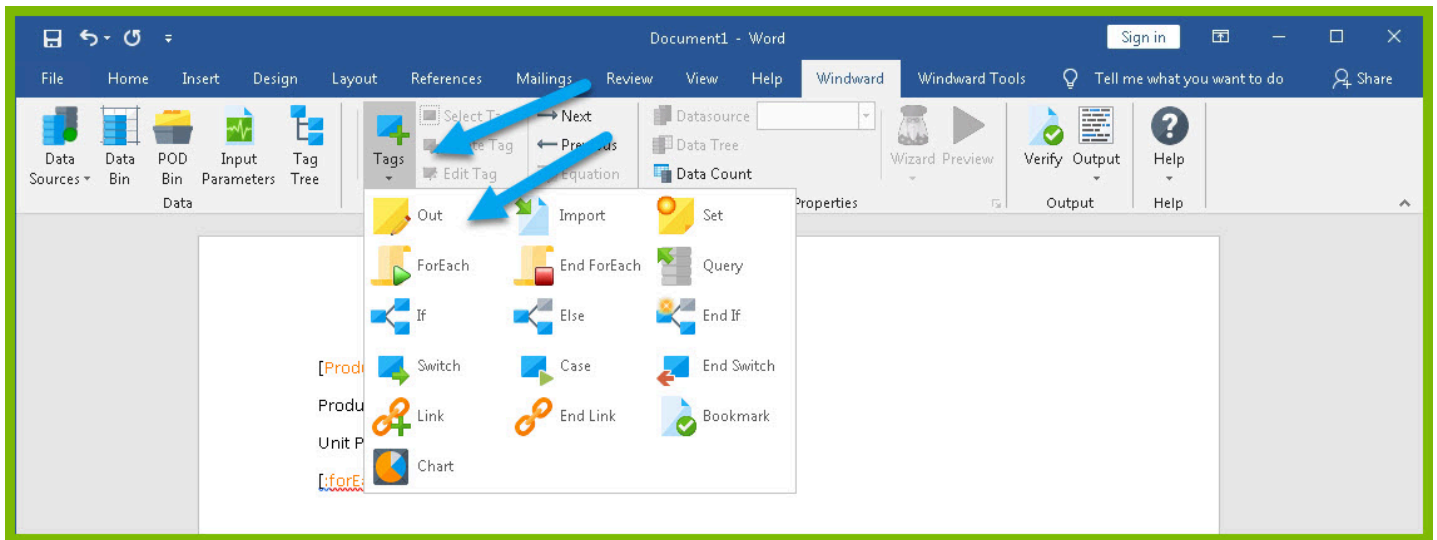 Document1 - Word
Sign in
File Home Insert Design Layout References Mailings Review View Help Windward Windward Tools Tell me what you want to do Share
Data Sources
Data Bin
POD Bin
Input Parameters
Tag Tree
Data
Tags
Select
Tag
Edit Tag
Next
Equation
Datasource
Data Tree
Data Count
Properties
Wizard Preview
Verify Output
Output
Help
Help
Out Import Set
ForEach End ForEach Query
If Else End If
Switch Case End Switch
Link End Link Bookmark
Chart
Unit